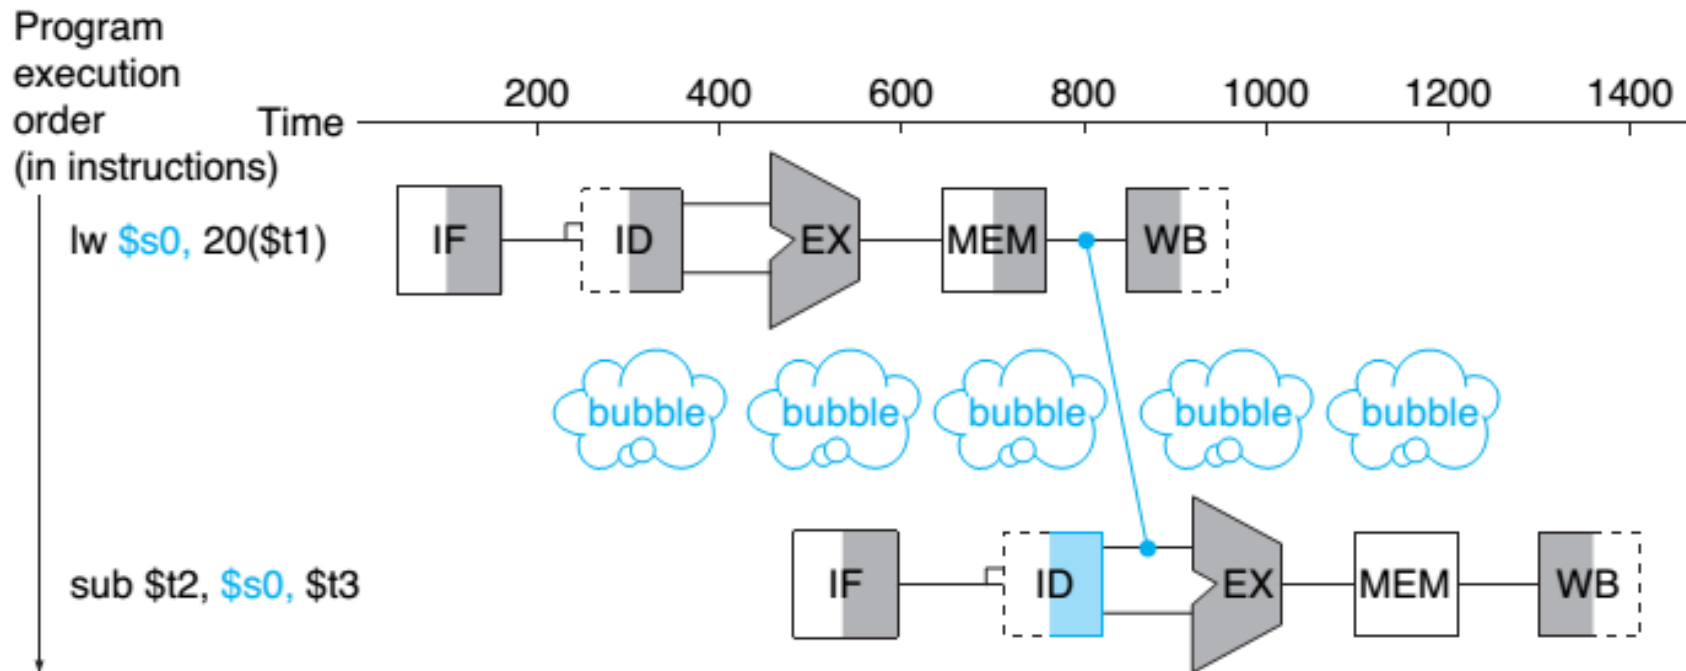 Program
execution
order
(in instructions)
Time
200 400 600 800 1000 1200 1400
lw $s0, 20($t1)
IF ID EX MEM WB
bubble bubble bubble bubble bubble
sub $t2, $s0, $t3
IF ID EX MEM WB